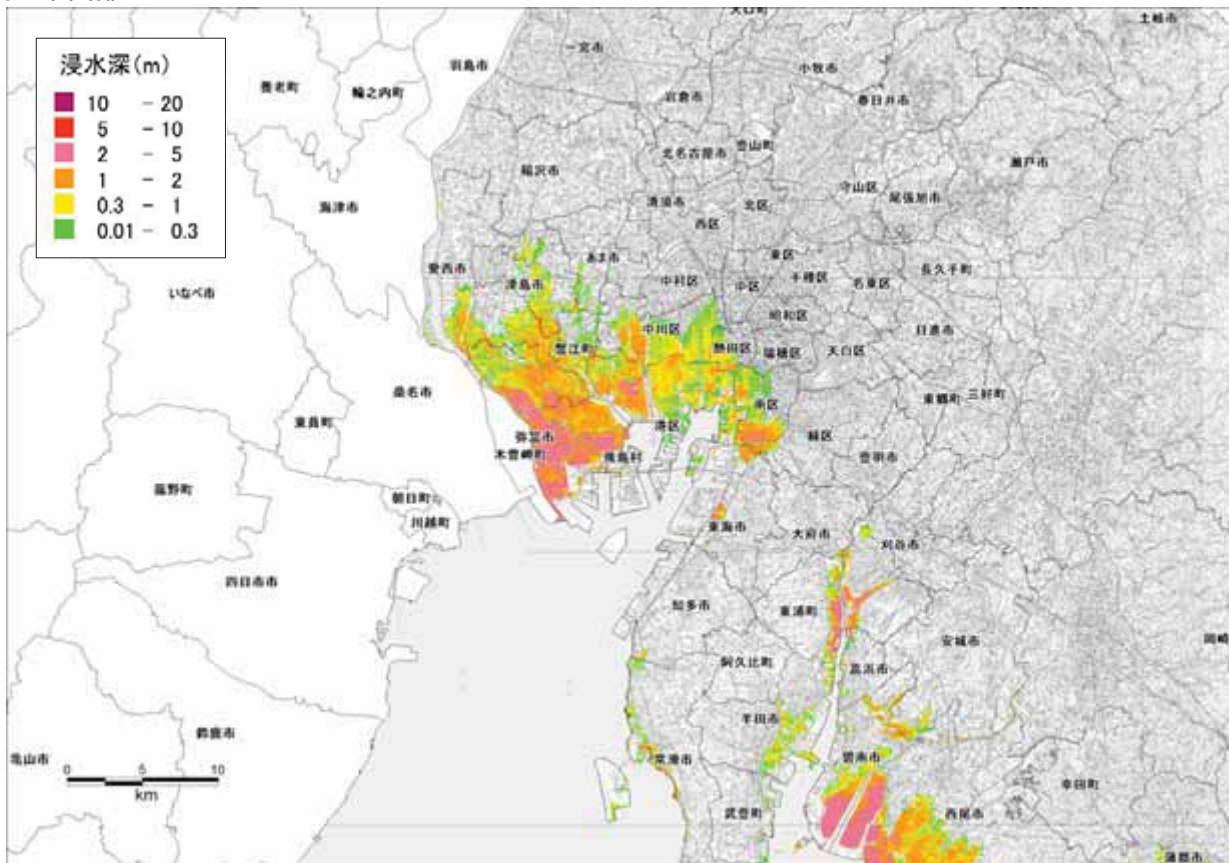 浸水深(m)
10 - 20
5 - 10
2 - 5
1 - 2
0.3 - 1
0.01 - 0.3
土岐市
一宮市
羽島市
小牧市
養老町
輪之内町
岩倉市
春日井市
北名古屋市
豊山町
瀬戸市
稲沢市
守山区
尾張旭市
海津市
清須市
北区
西区
愛西市
あま市
東区
長久手町
津島市
中村区
中区
千種区
名東区
いなべ市
昭和区
中川区
日進市
蟹江町
熱田区
瑞穂区
天白区
桑名市
東郷町
三好町
東員町
南区
港区
弥富市
緑区
木曽岬町
飛島村
豊明市
菰野町
朝日町
川越町
東海市
大府市
刈谷市
四日市市
知多市
東浦町
安城市
岡崎
阿久比町
高浜市
半田市
鈴鹿市
亀山市
常滑市
碧南市
幸田町
0 5 10
km
武豊町
西尾市
蒲郡市